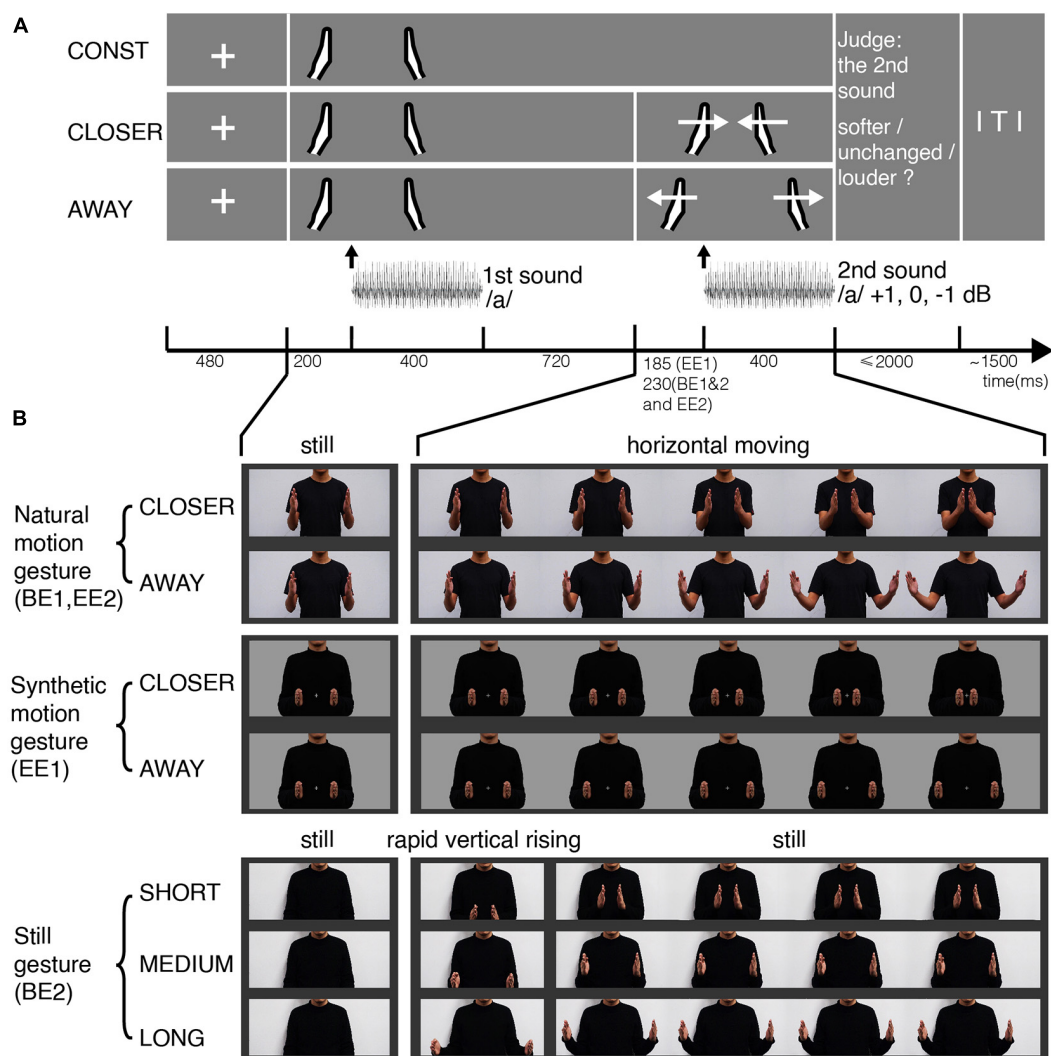 A
CONST
CLOSER
AWAY
Judge:
the 2nd
sound
softer /
unchanged /
louder ?
ITI
1st sound
/a/
2nd sound
/a/ +1, 0, -1 dB
480
200
400
720
185 (EE1)
230(BE1&2
and EE2)
400
⩽2000
~1500
time(ms)
B
still
horizontal moving
Natural
motion
gesture
(BE1,EE2)
CLOSER
AWAY
Synthetic
motion
gesture
(EE1)
CLOSER
AWAY
still
rapid vertical rising
still
Still
gesture
(BE2)
SHORT
MEDIUM
LONG